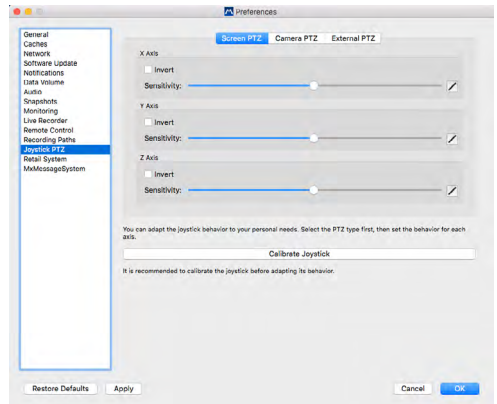 Preferences
General
Caches
Network
Software Update
Notifications
Data Volume
Audio
Snapshots
Monitoring
Live Recorder
Remote Control
Recording Paths
Joystick PTZ
Retail System
MxMessageSystem
Screen PTZ Camera PTZ External PTZ
X Axis
Invert
Sensitivity:
Y Axis
Invert
Sensitivity:
Z Axis
Invert
Sensitivity:
You can adapt the joystick behavior to your personal needs. Select the PTZ type first, then set the behavior for each
axis.
Calibrate Joystick
It is recommended to calibrate the joystick before adapting its behavior.
Restore Defaults Apply Cancel OK